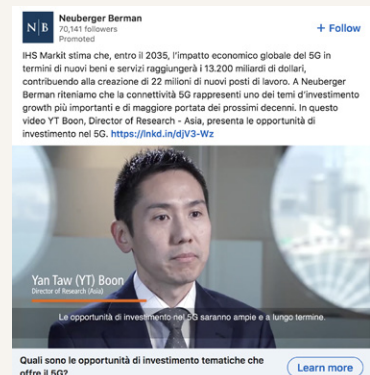 N|B
Neuberger Berman
70,141 followers
Promoted
+ Follow
IHS Markit stima che, entro il 2035, l'impatto economico globale del 5G in
termini di nuovi beni e servizi raggiungerà i 13.200 miliardi di dollari,
contribuendo alla creazione di 22 milioni di nuovi posti di lavoro. A Neuberger
Berman riteniamo che la connettività 5G rappresenti uno dei temi d'investimento
growth più importanti e di maggiore portata dei prossimi decenni. In questo
video YT Boon, Director of Research - Asia, presenta le opportunità di
investimento nel 5G. https://lnkd.in/djV3-Wz
Yan Taw (YT) Boon
Director of Research (Asia)
Le opportunità di investimento nel 5G saranno ampie e a lungo termine.
Quali sono le opportunità di investimento tematiche che
offre il 5G?
Learn more